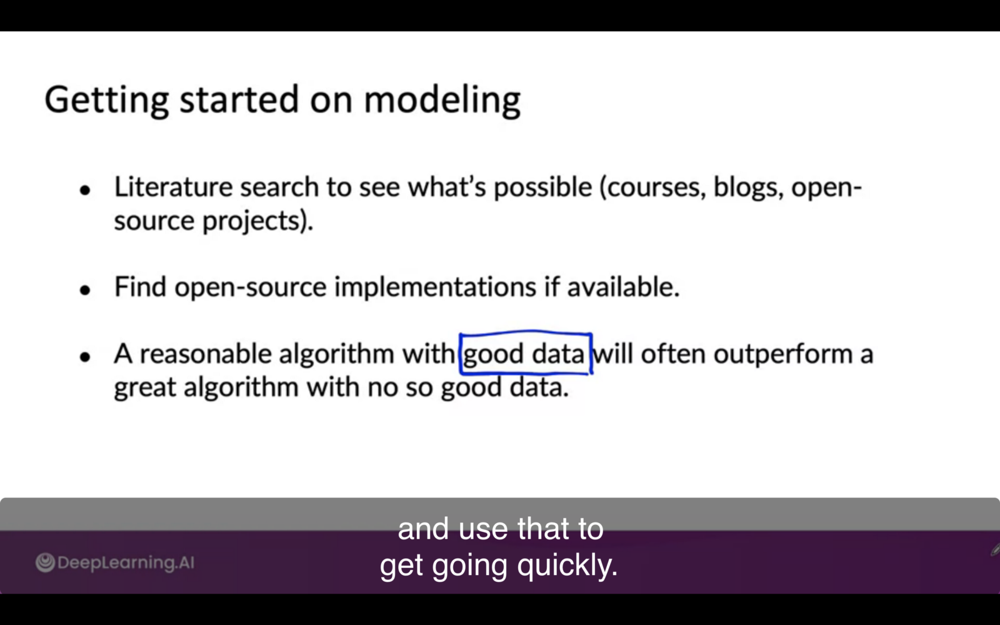 Getting started on modeling
● Literature search to see what's possible (courses, blogs, open-
source projects).
● Find open-source implementations if available.
● A reasonable algorithm with good data will often outperform a
great algorithm with no so good data.
and use that to
get going quickly.
DeepLearning.AI